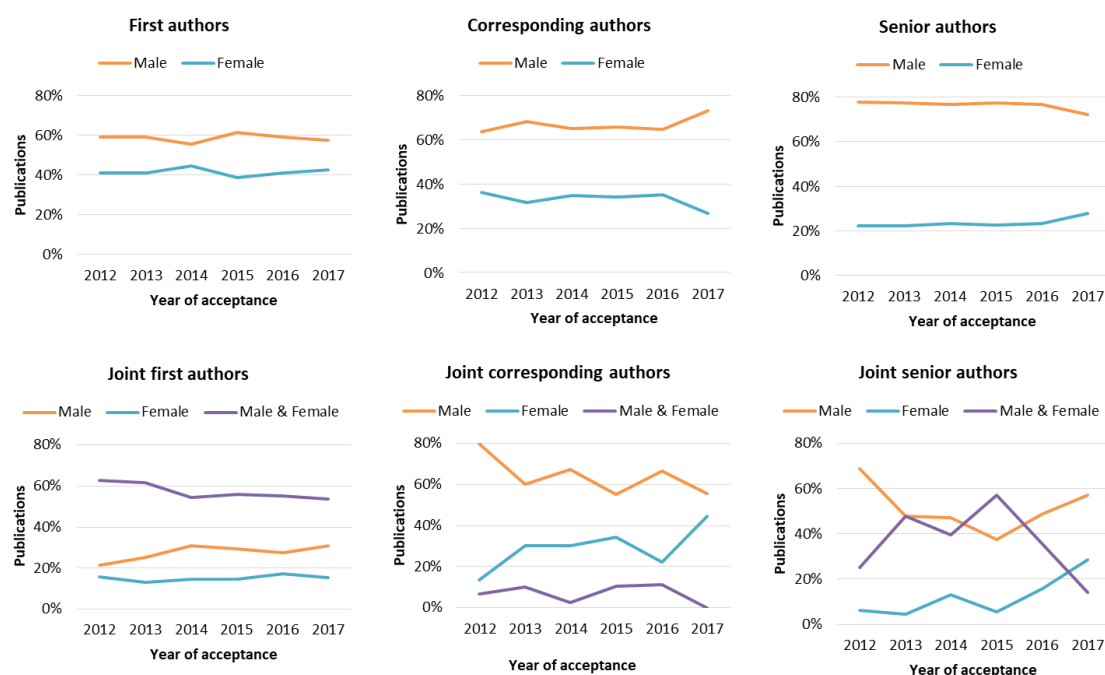 First authors
Male Female
80%
60%
40%
20%
0%
Publications
2012 2013 2014 2015 2016 2017
Year of acceptance
Corresponding authors
Male Female
80%
60%
40%
20%
0%
Publications
2012 2013 2014 2015 2016 2017
Year of acceptance
Senior authors
Male Female
80%
60%
40%
20%
0%
Publications
2012 2013 2014 2015 2016 2017
Year of acceptance
Joint first authors
Male Female Male & Female
80%
60%
40%
20%
0%
Publications
2012 2013 2014 2015 2016 2017
Year of acceptance
Joint corresponding authors
Male Female Male & Female
80%
60%
40%
20%
0%
Publications
2012 2013 2014 2015 2016 2017
Year of acceptance
Joint senior authors
Male Female Male & Female
80%
60%
40%
20%
0%
Publications
2012 2013 2014 2015 2016 2017
Year of acceptance